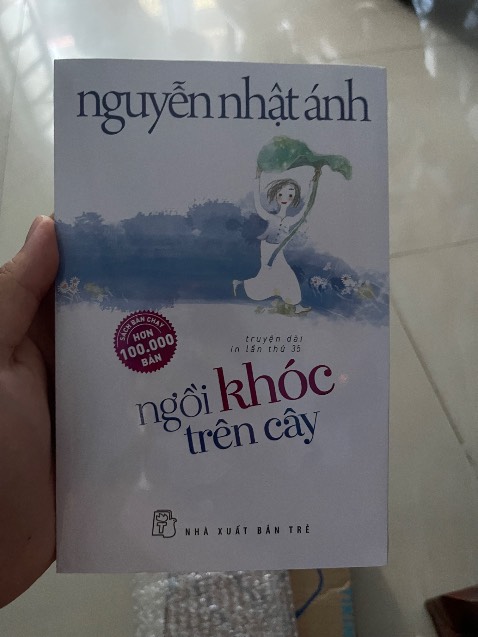 nguyễn nhật ánh
SÁCH BÁN CHẠY
HƠN
100.000
BẢN
truyện dài
in lần thứ 35
ngồi khóc
trên cây
NHÀ XUẤT BẢN TRẺ